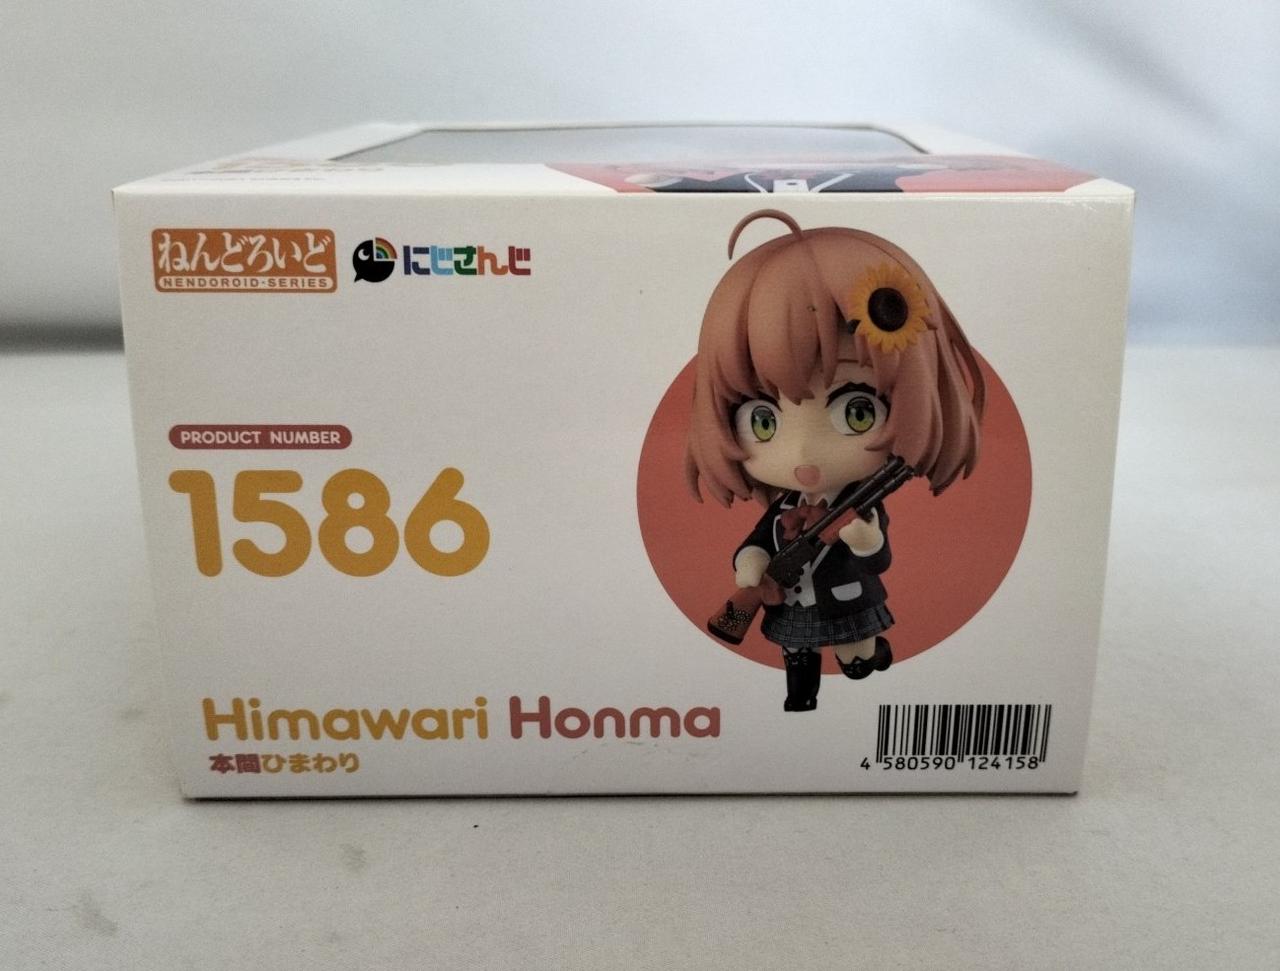 ねんどろいど
NENDOROID·SERIES
にじさんじ
PRODUCT NUMBER
1586
Himawari Honma
本間ひまわり
4 580590 124158